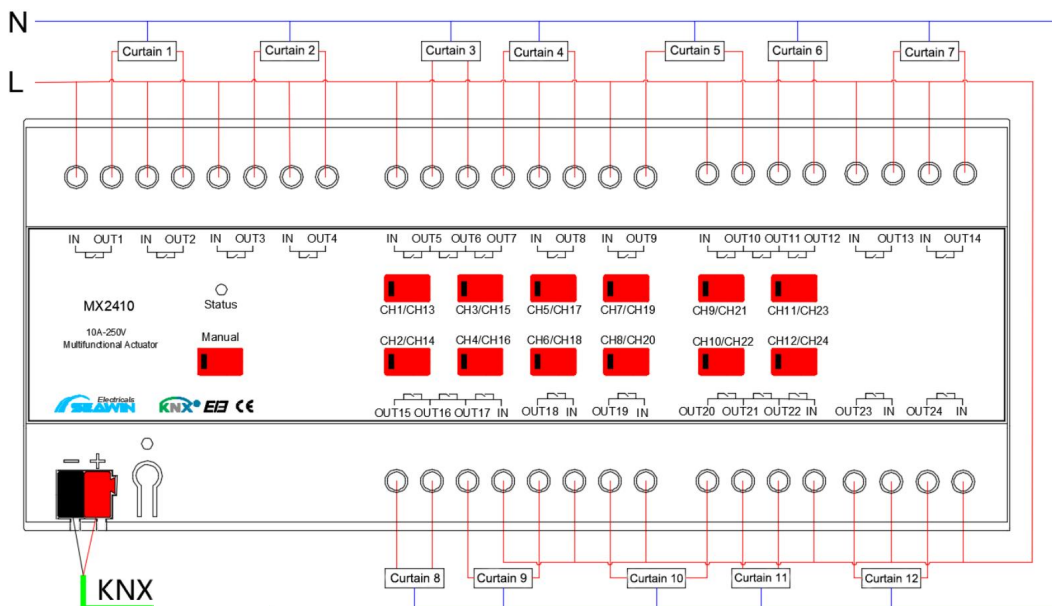 N
Curtain 1 Curtain 2 Curtain 3 Curtain 4 Curtain 5 Curtain 6 Curtain 7
L
IN OUT1 IN OUT2 IN OUT3 IN OUT4 IN OUT5 OUT6 OUT7 IN OUT8 IN OUT9 IN OUT10 OUT11 OUT12 IN OUT13 IN OUT14
MX2410
Status
CH1/CH13 CH3/CH15 CH5/CH17 CH7/CH19 CH9/CH21 CH11/CH23
10A-250V
Multifunctional Actuator
Manual
CH2/CH14 CH4/CH16 CH6/CH18 CH8/CH20 CH10/CH22 CH12/CH24
Electricals
SEAWIN
KNX EIB CE
OUT15 OUT16 OUT17 IN OUT18 IN OUT19 IN OUT20 OUT21 OUT22 IN OUT23 IN OUT24 IN
− +
Curtain 8 Curtain 9 Curtain 10 Curtain 11 Curtain 12
KNX